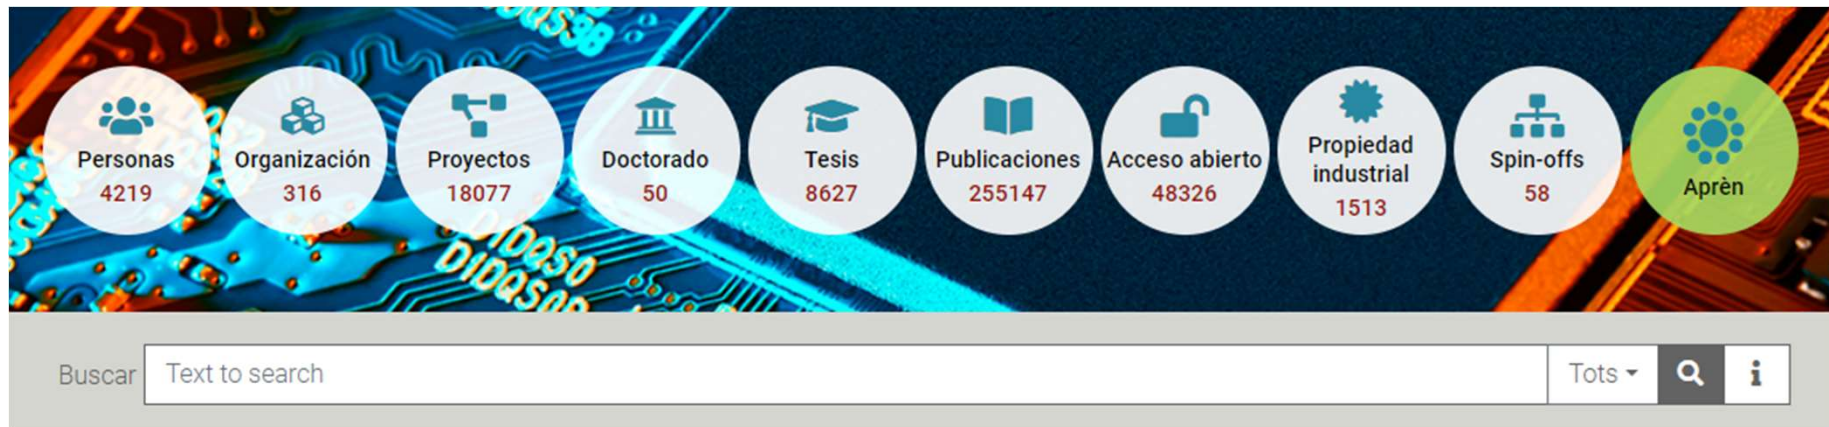 Personas
4219
Organización
316
Proyectos
18077
Doctorado
50
Tesis
8627
Publicaciones
255147
Acceso abierto
48326
Propiedad
industrial
1513
Spin-offs
58
Aprèn
DIDQS0
Buscar
Text to search
Tots